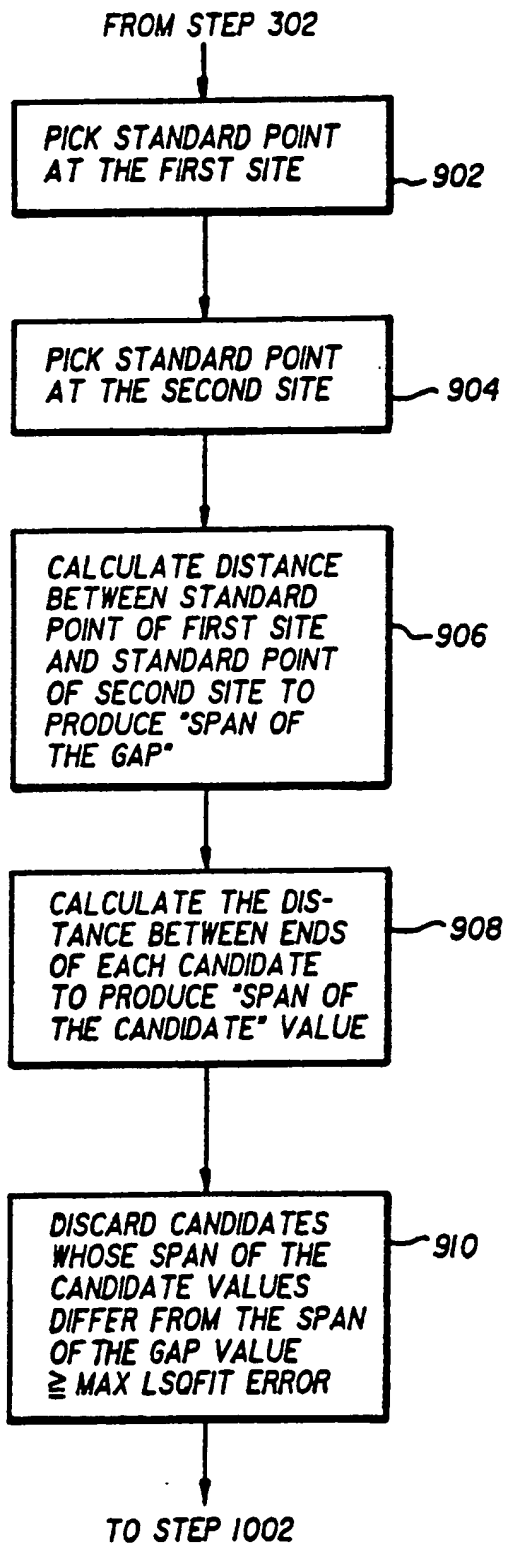 FROM STEP 302
PICK STANDARD POINT
AT THE FIRST SITE
902
PICK STANDARD POINT
AT THE SECOND SITE
904
CALCULATE DISTANCE
BETWEEN STANDARD
POINT OF FIRST SITE
AND STANDARD POINT
OF SECOND SITE TO
PRODUCE "SPAN OF
THE GAP"
906
CALCULATE THE DIS-
TANCE BETWEEN ENDS
OF EACH CANDIDATE
TO PRODUCE "SPAN OF
THE CANDIDATE" VALUE
908
DISCARD CANDIDATES
WHOSE SPAN OF THE
CANDIDATE VALUES
DIFFER FROM THE SPAN
OF THE GAP VALUE
≧ MAX LSQFIT ERROR
910
TO STEP 1002